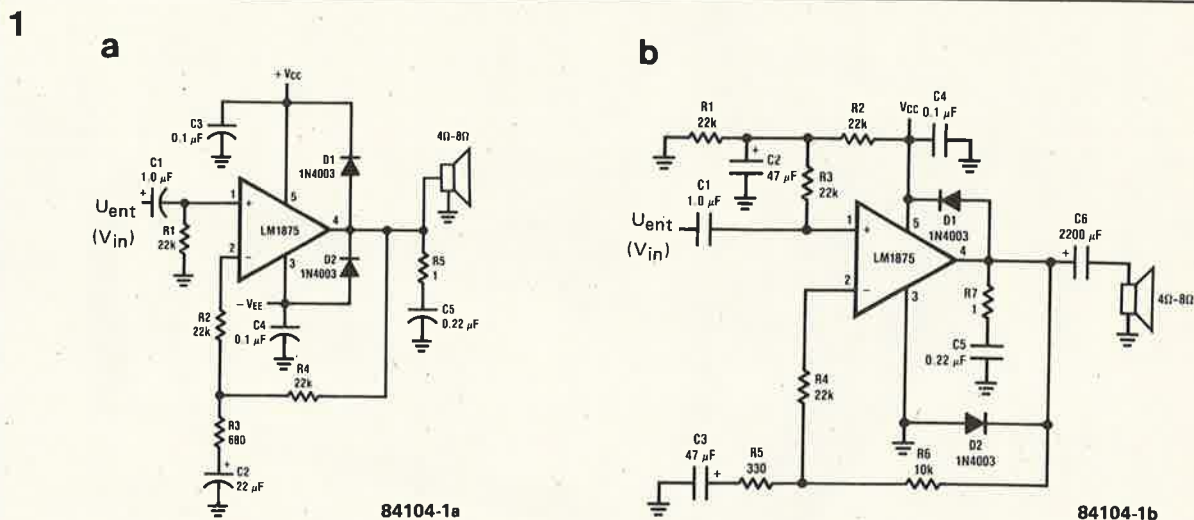 1
a
+ VCC
C3
0.1 µF
4Ω-8Ω
D1
1N4003
C1
1.0 µF
+
1
+
5
4
Uent
(Vin)
LM1875
R1
22k
2
−
3
D2
1N4003
R5
1
− VEE
R2
22k
C4
0.1 µF
C5
0.22 µF
R4
22k
R3
680
+
C2
22 µF
84104-1a
b
R1
22k
R2
22k
VCC
C4
0.1 µF
+
C2
47 µF
R3
22k
C1
1.0 µF
D1
1N4003
Uent
(Vin)
1
+
5
4
LM1875
C6
2200 µF
+
2
−
3
R7
1
4Ω-8Ω
C5
0.22 µF
R4
22k
D2
1N4003
C3
47 µF
+
R5
330
R6
10k
84104-1b